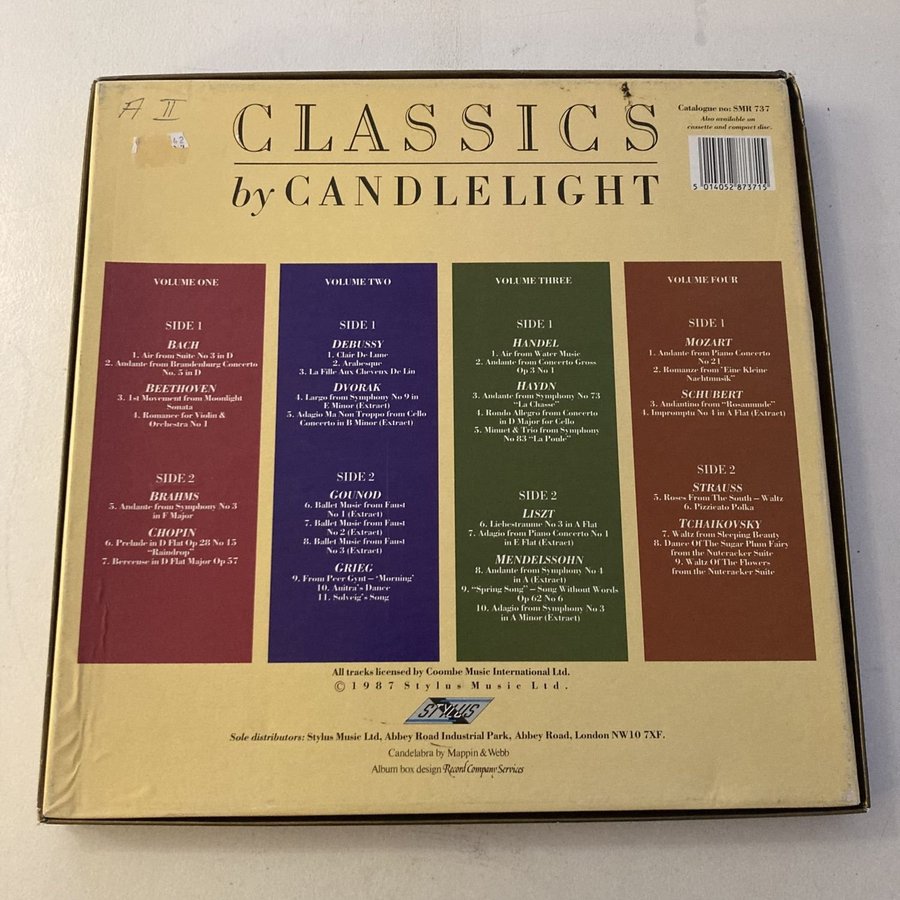 A II
CLASSICS
by CANDLELIGHT
Catalogue no: SMR 737
Also available on
cassette and compact disc.
5 014052 873715
VOLUME ONE
SIDE 1
BACH
1. Air from Suite No 3 in D
2. Andante from Brandenburg Concerto
No. 5 in D
BEETHOVEN
3. 1st Movement from Moonlight
Sonata
4. Romance for Violin &
Orchestra No 1
SIDE 2
BRAHMS
5. Andante from Symphony No 3
in F Major
CHOPIN
6. Prelude in D Flat Op 28 No 15
“Raindrop”
7. Berceuse in D Flat Major Op 57
VOLUME TWO
SIDE 1
DEBUSSY
1. Clair De Lune
2. Arabesque
3. La Fille Aux Cheveux De Lin
DVORAK
4. Largo from Symphony No 9 in
E Minor (Extract)
5. Adagio Ma Non Troppo from Cello
Concerto in B Minor (Extract)
SIDE 2
GOUNOD
6. Ballet Music from Faust
No 1 (Extract)
7. Ballet Music from Faust
No 2 (Extract)
8. Ballet Music from Faust
No 3 (Extract)
GRIEG
9. From Peer Gynt – ‘Morning’
10. Anitra's Dance
11. Solveig's Song
VOLUME THREE
SIDE 1
HANDEL
1. Air from Water Music
2. Andante from Concerto Gross
Op 3 No 1
HAYDN
3. Andante from Symphony No 73
“La Chasse”
4. Rondo Allegro from Concerto
in D Major for Cello
5. Minuet & Trio from Symphony
No 83 “La Poule”
SIDE 2
LISZT
6. Liebestraume No 3 in A Flat
7. Adagio from Piano Concerto No 1
in E Flat (Extract)
MENDELSSOHN
8. Andante from Symphony No 4
in A (Extract)
9. “Spring Song” – Song Without Words
Op 62 No 6
10. Adagio from Symphony No 3
in A Minor (Extract)
VOLUME FOUR
SIDE 1
MOZART
1. Andante from Piano Concerto
No 21
2. Romanze from ‘Eine Kleine
Nachtmusik’
SCHUBERT
3. Andantino from “Rosamunde”
4. Impromptu No 4 in A Flat (Extract)
SIDE 2
STRAUSS
5. Roses From The South – Waltz
6. Pizzicato Polka
TCHAIKOVSKY
7. Waltz from Sleeping Beauty
8. Dance Of The Sugar Plum Fairy
from the Nutcracker Suite
9. Waltz Of The Flowers
from the Nutcracker Suite
All tracks licensed by Coombe Music International Ltd.
© 1987 Stylus Music Ltd.
STYLUS
Sole distributors: Stylus Music Ltd, Abbey Road Industrial Park, Abbey Road, London NW10 7XF.
Candelabra by Mappin & Webb
Album box design Record Company Services